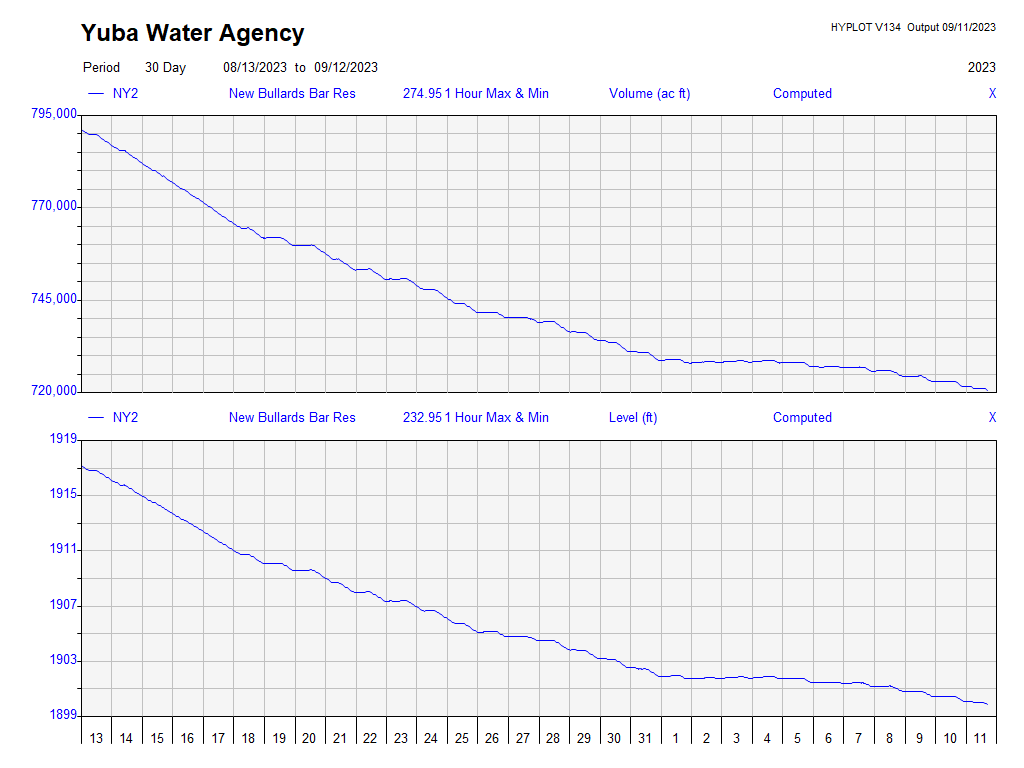 Yuba Water Agency
HYPLOT V134 Output 09/11/2023
Period 30 Day 08/13/2023 to 09/12/2023 2023
NY2 New Bullards Bar Res 274.95 1 Hour Max & Min Volume (ac ft) Computed X
795,000
770,000
745,000
720,000
NY2 New Bullards Bar Res 232.95 1 Hour Max & Min Level (ft) Computed X
1919
1915
1911
1907
1903
1899
13 14 15 16 17 18 19 20 21 22 23 24 25 26 27 28 29 30 31 1 2 3 4 5 6 7 8 9 10 11